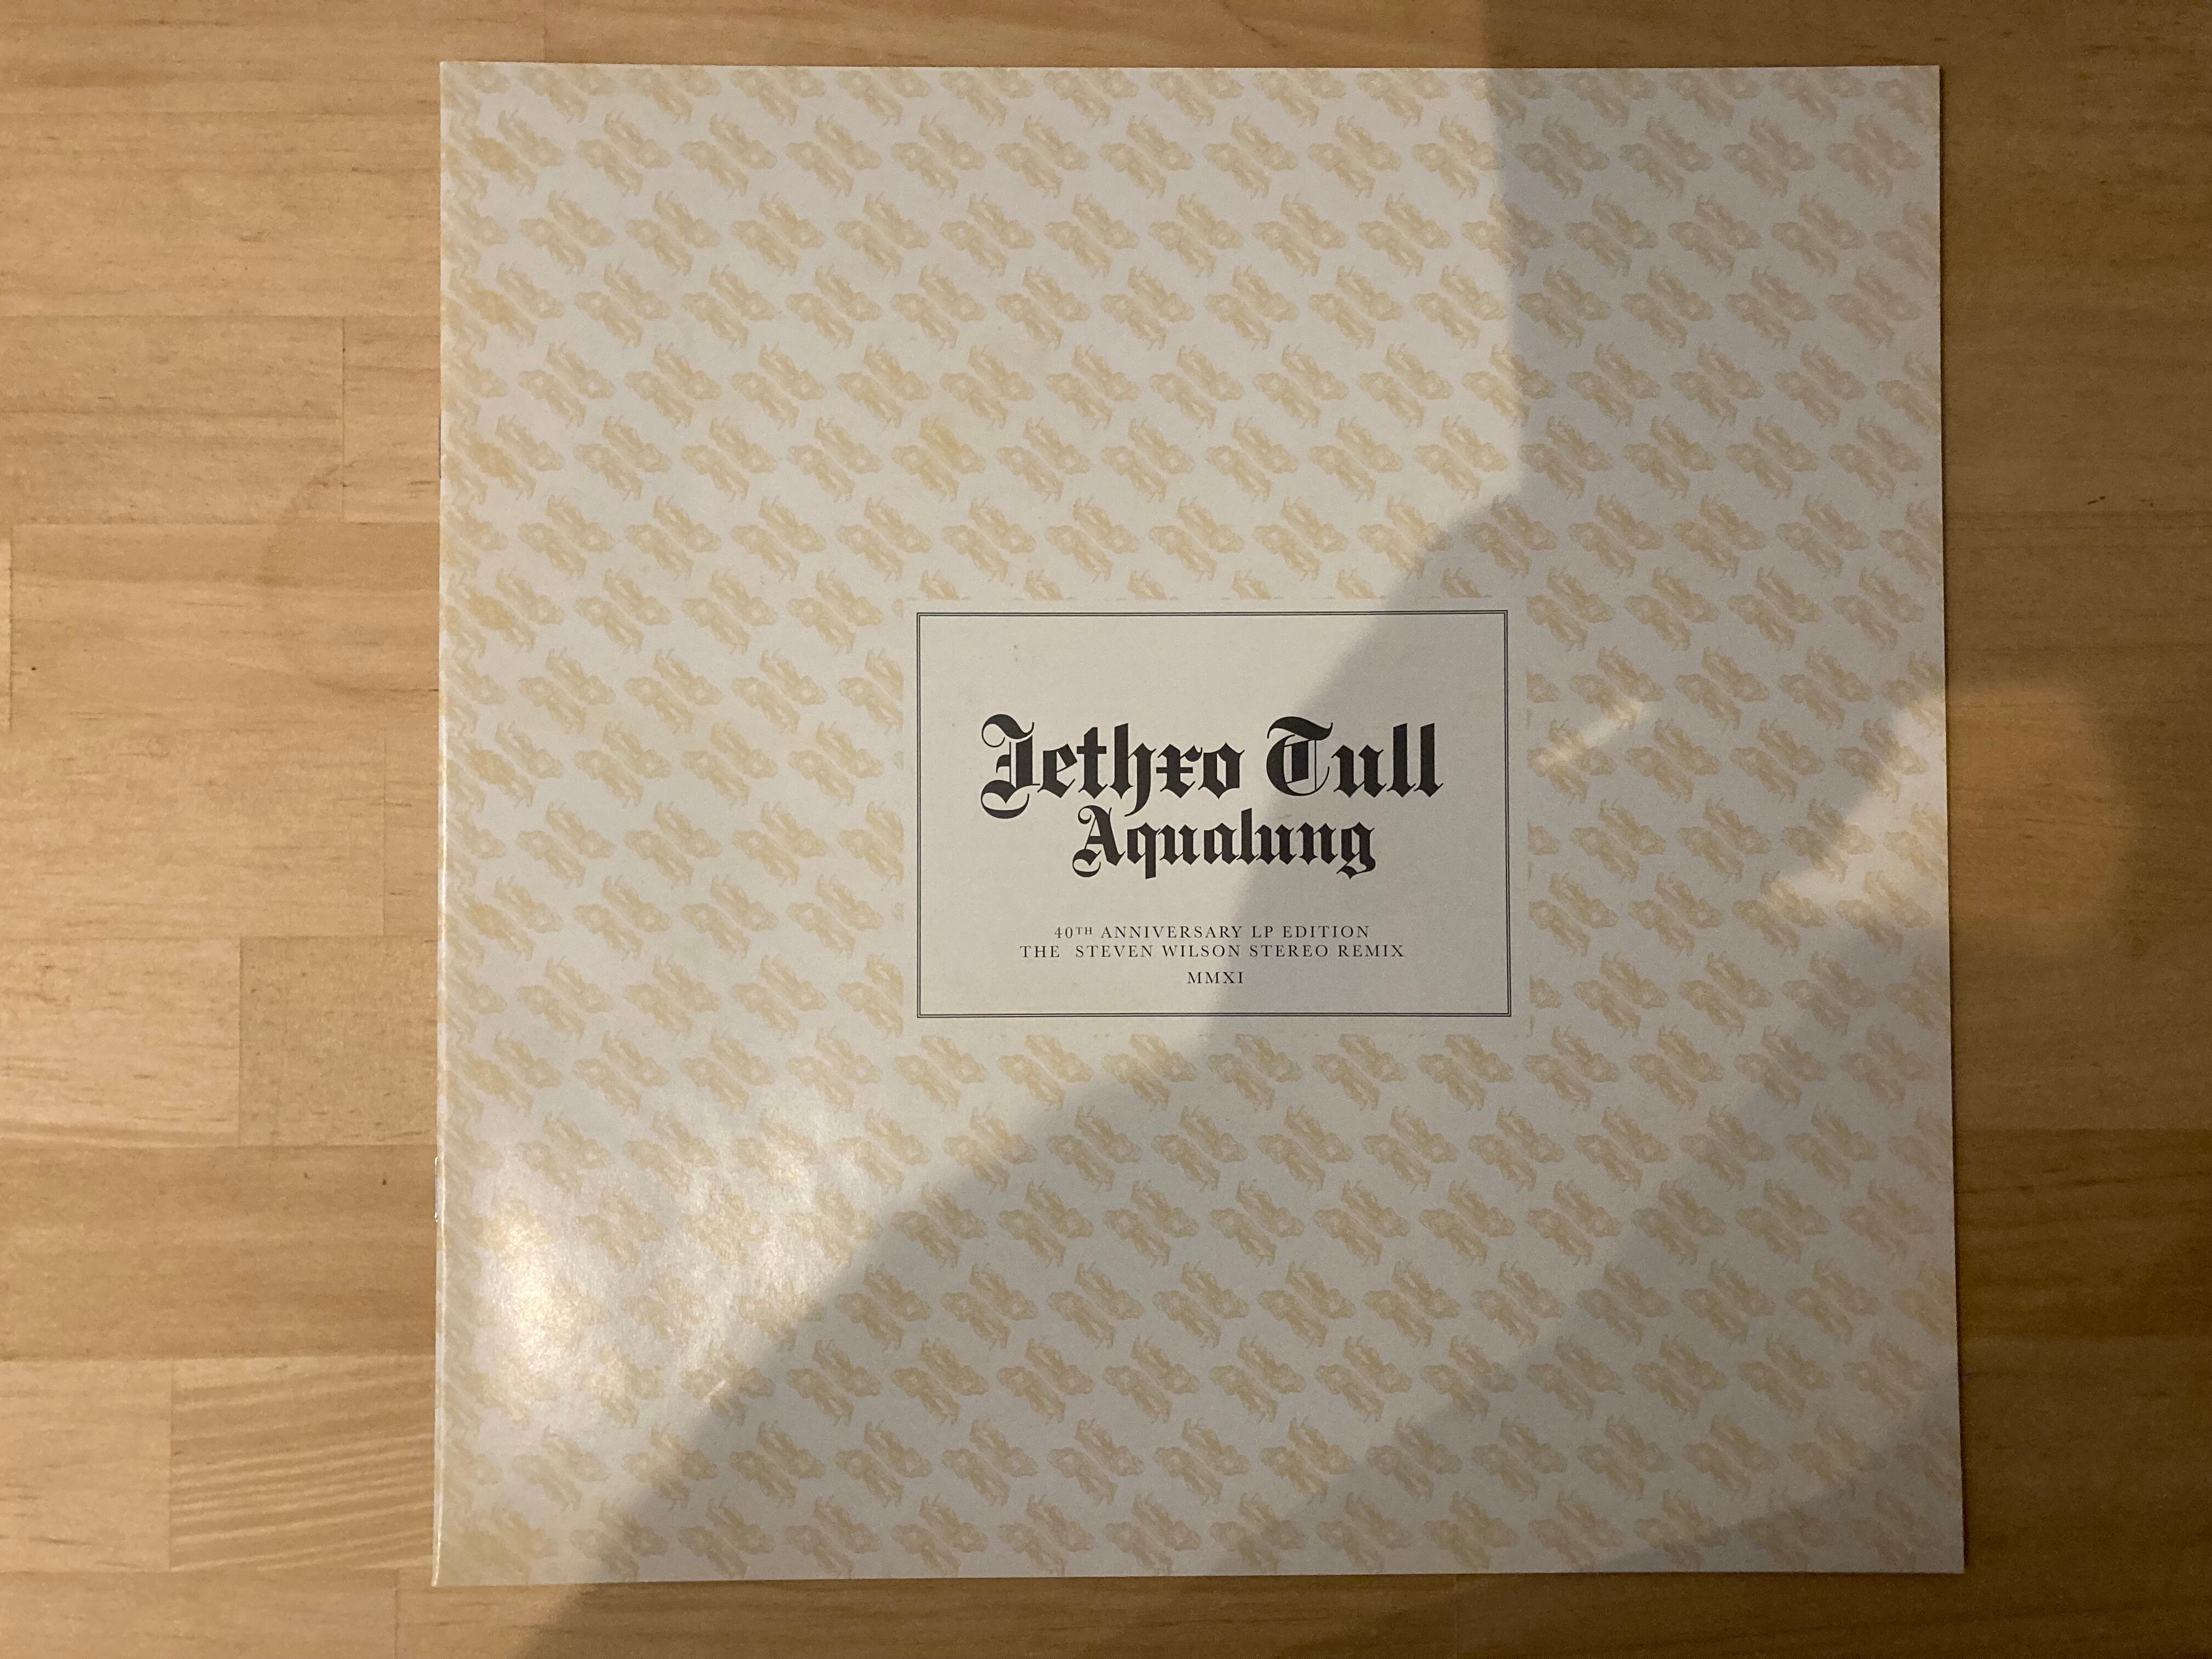 Jethro Tull
Aqualung
40TH ANNIVERSARY LP EDITION
THE STEVEN WILSON STEREO REMIX
MMXI